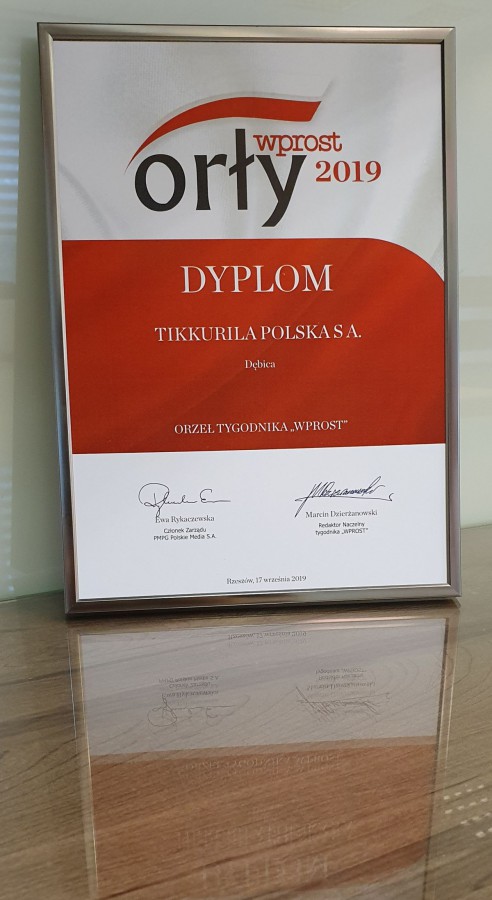 wprost
orły 2019
DYPLOM
TIKKURILA POLSKA S A.
Dębica
ORZEŁ TYGODNIKA „WPROST”
Ewa Rykaczewska
Członek Zarządu
PMPG Polskie Media S.A.
Marcin Dzierżanowski
Redaktor Naczelny
Tygodnika „WPROST”
Rzeszów, 17 września 2019